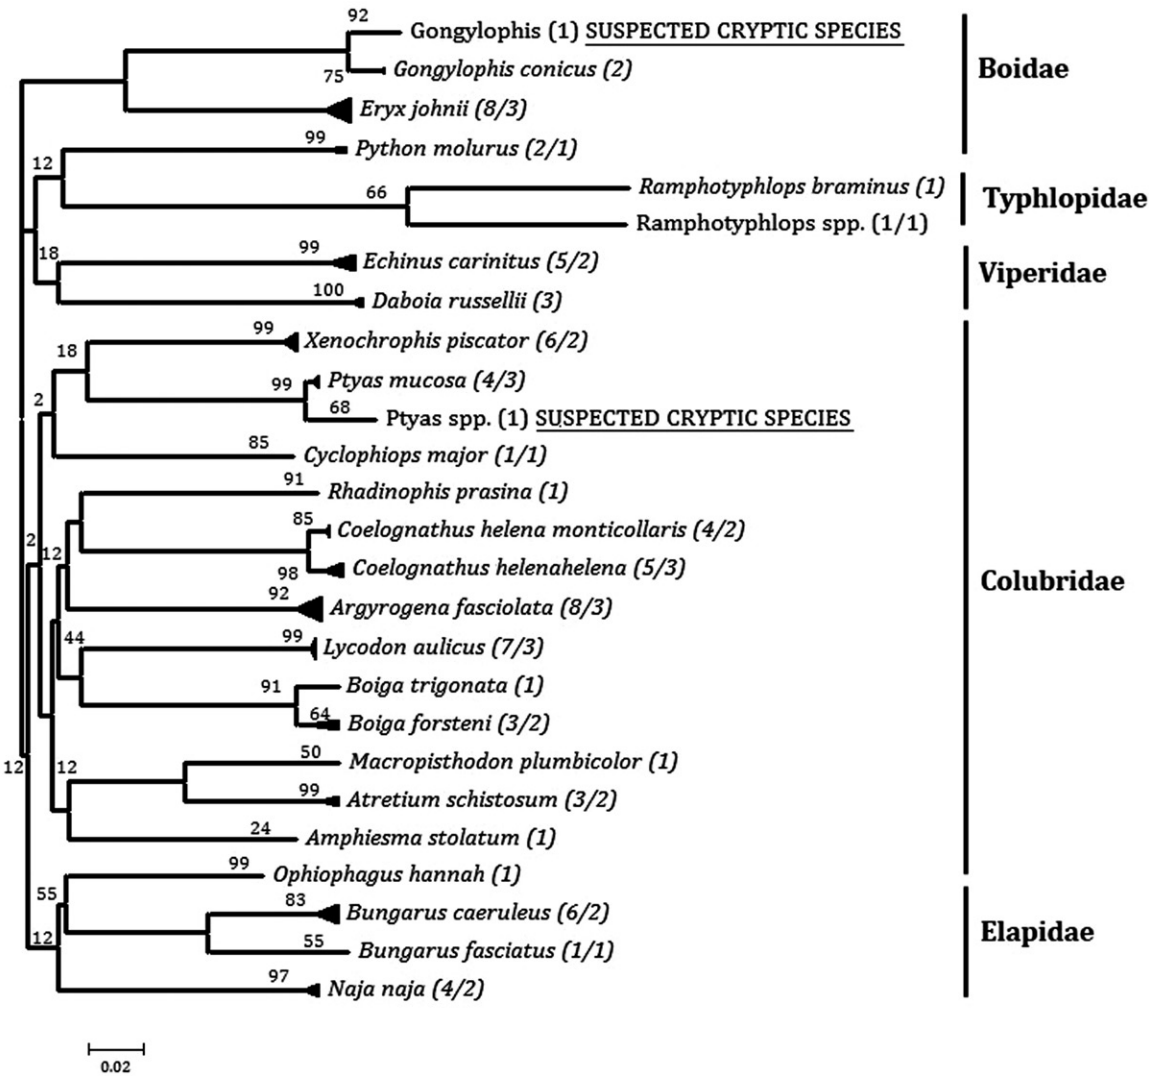 92
Gongylophis (1) SUSPECTED CRYPTIC SPECIES
75
Gongylophis conicus (2)
Boidae
Eryx johnii (8/3)
99
Python molurus (2/1)
12
66
Ramphotyphlops braminus (1)
Typhlopidae
Ramphotyphlops spp. (1/1)
18
99
Echinus carinitus (5/2)
Viperidae
100
Daboia russellii (3)
99
Xenochrophis piscator (6/2)
18
99
Ptyas mucosa (4/3)
2
68
Ptyas spp. (1) SUSPECTED CRYPTIC SPECIES
85
Cyclophiops major (1/1)
91
Rhadinophis prasina (1)
85
Coelognathus helena monticollaris (4/2)
2
12
98
Coelognathus helenahelena (5/3)
Colubridae
92
Argyrogena fasciolata (8/3)
44
99
Lycodon aulicus (7/3)
91
Boiga trigonata (1)
64
Boiga forsteni (3/2)
12
12
50
Macropisthodon plumbicolor (1)
99
Atretium schistosum (3/2)
24
Amphiesma stolatum (1)
99
Ophiophagus hannah (1)
55
83
Bungarus caeruleus (6/2)
Elapidae
12
55
Bungarus fasciatus (1/1)
97
Naja naja (4/2)
0.02